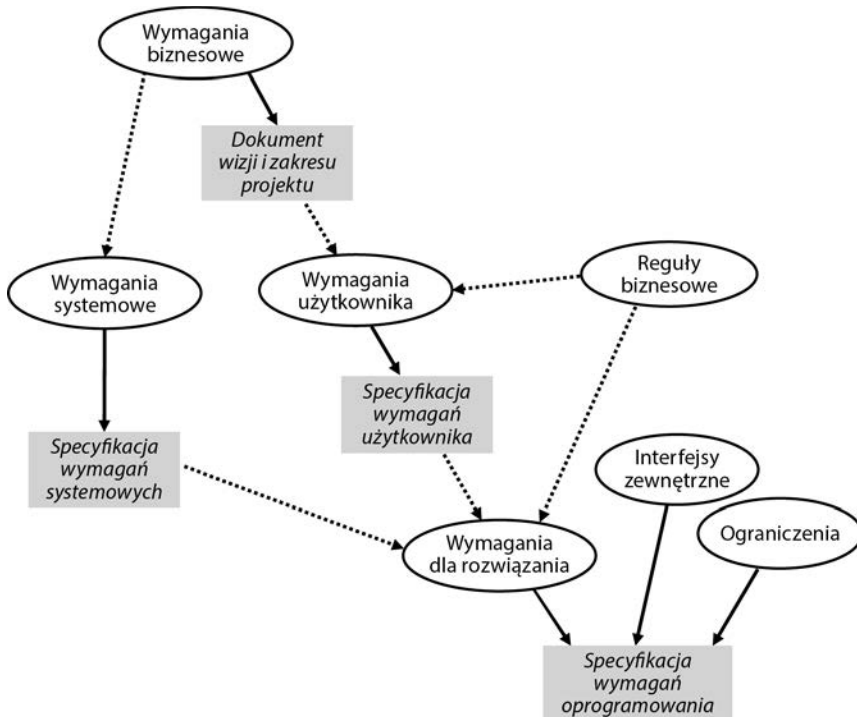 Wymagania
biznesowe
Dokument
wizji i zakresu
projektu
Wymagania
systemowe
Wymagania
użytkownika
Reguły
biznesowe
Specyfikacja
wymagań
użytkownika
Specyfikacja
wymagań
systemowych
Interfejsy
zewnętrzne
Ograniczenia
Wymagania
dla rozwiązania
Specyfikacja
wymagań
oprogramowania